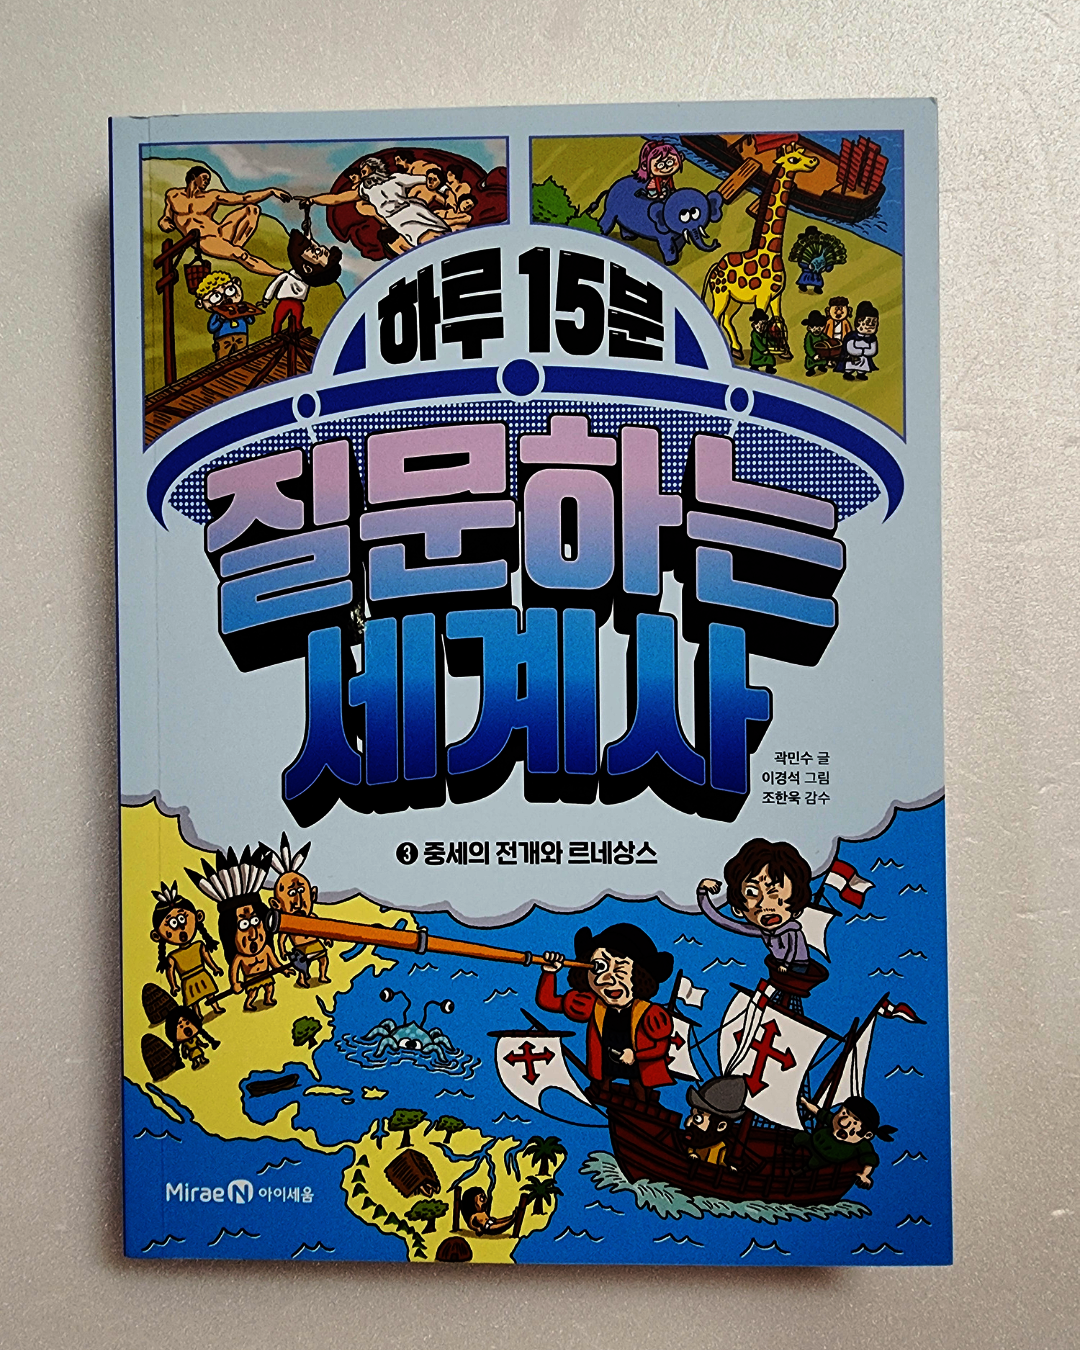 하루 15분
질문하는
세계사
곽민수 글
이경석 그림
조한욱 감수
❸ 중세의 전개와 르네상스
Mirae N 아이세움